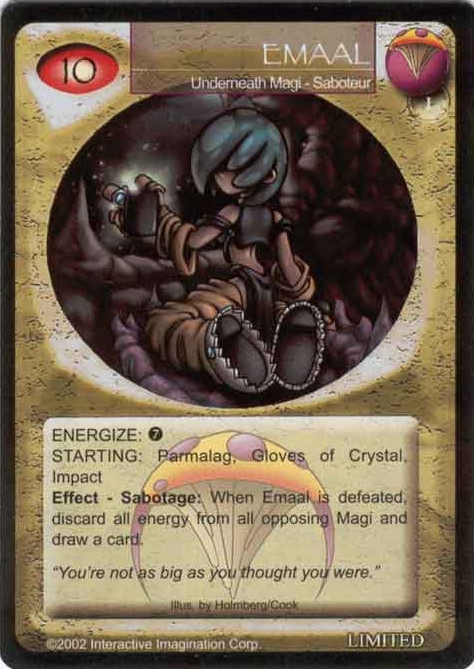 10
EMAAL
Underneath Magi - Saboteur
1
ENERGIZE: 7
STARTING: Parmalag, Gloves of Crystal,
Impact
Effect - Sabotage: When Emaal is defeated,
discard all energy from all opposing Magi and
draw a card.
“You’re not as big as you thought you were.”
Illus. by Holmberg/Cook
©2002 Interactive Imagination Corp.
LIMITED